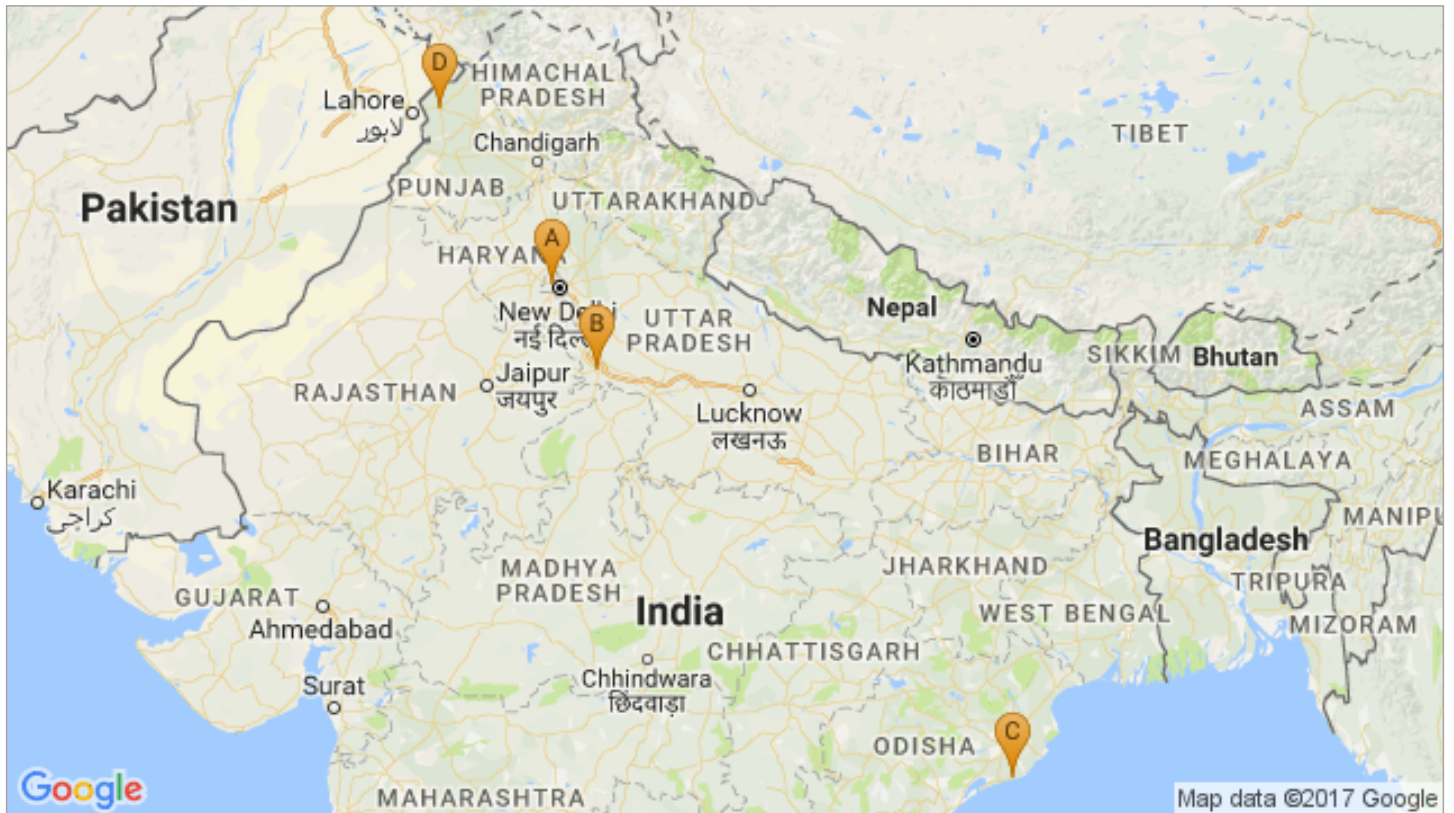 D
HIMACHAL
PRADESH
Lahore
لاہور
Chandigarh
TIBET
PUNJAB
Pakistan
UTTARAKHAND
A
HARYANA
New Delhi
नई दिल्ली
B
UTTAR
PRADESH
Nepal
Kathmandu
काठमाडौँ
SIKKIM
Bhutan
Jaipur
जयपुर
RAJASTHAN
Lucknow
लखनऊ
ASSAM
BIHAR
MEGHALAYA
Karachi
کراچی
MANIPU
Bangladesh
MADHYA
PRADESH
JHARKHAND
TRIPURA
GUJARAT
Ahmedabad
India
WEST BENGAL
MIZORAM
CHHATTISGARH
Surat
Chhindwara
छिंदवाड़ा
C
ODISHA
Google
MAHARASHTRA
Map data ©2017 Google